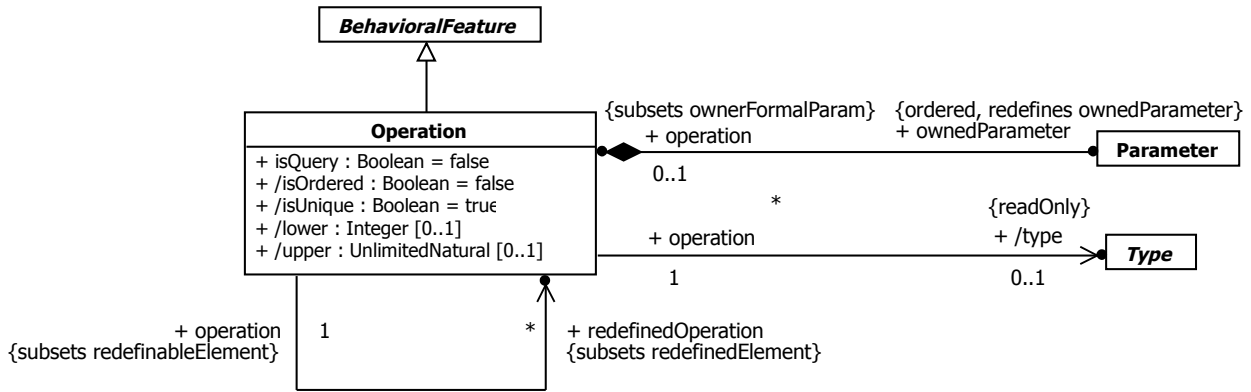 BehavioralFeature
{subsets ownerFormalParam}
{ordered, redefines ownedParameter}
Operation
+ operation
+ ownedParameter
Parameter
+ isQuery : Boolean = false
0..1
+ /isOrdered : Boolean = false
+ /isUnique : Boolean = true
*
{readOnly}
+ /lower : Integer [0..1]
+ operation
+ /type
+ /upper : UnlimitedNatural [0..1]
Type
1
0..1
+ operation
1
*
+ redefinedOperation
{subsets redefinableElement}
{subsets redefinedElement}